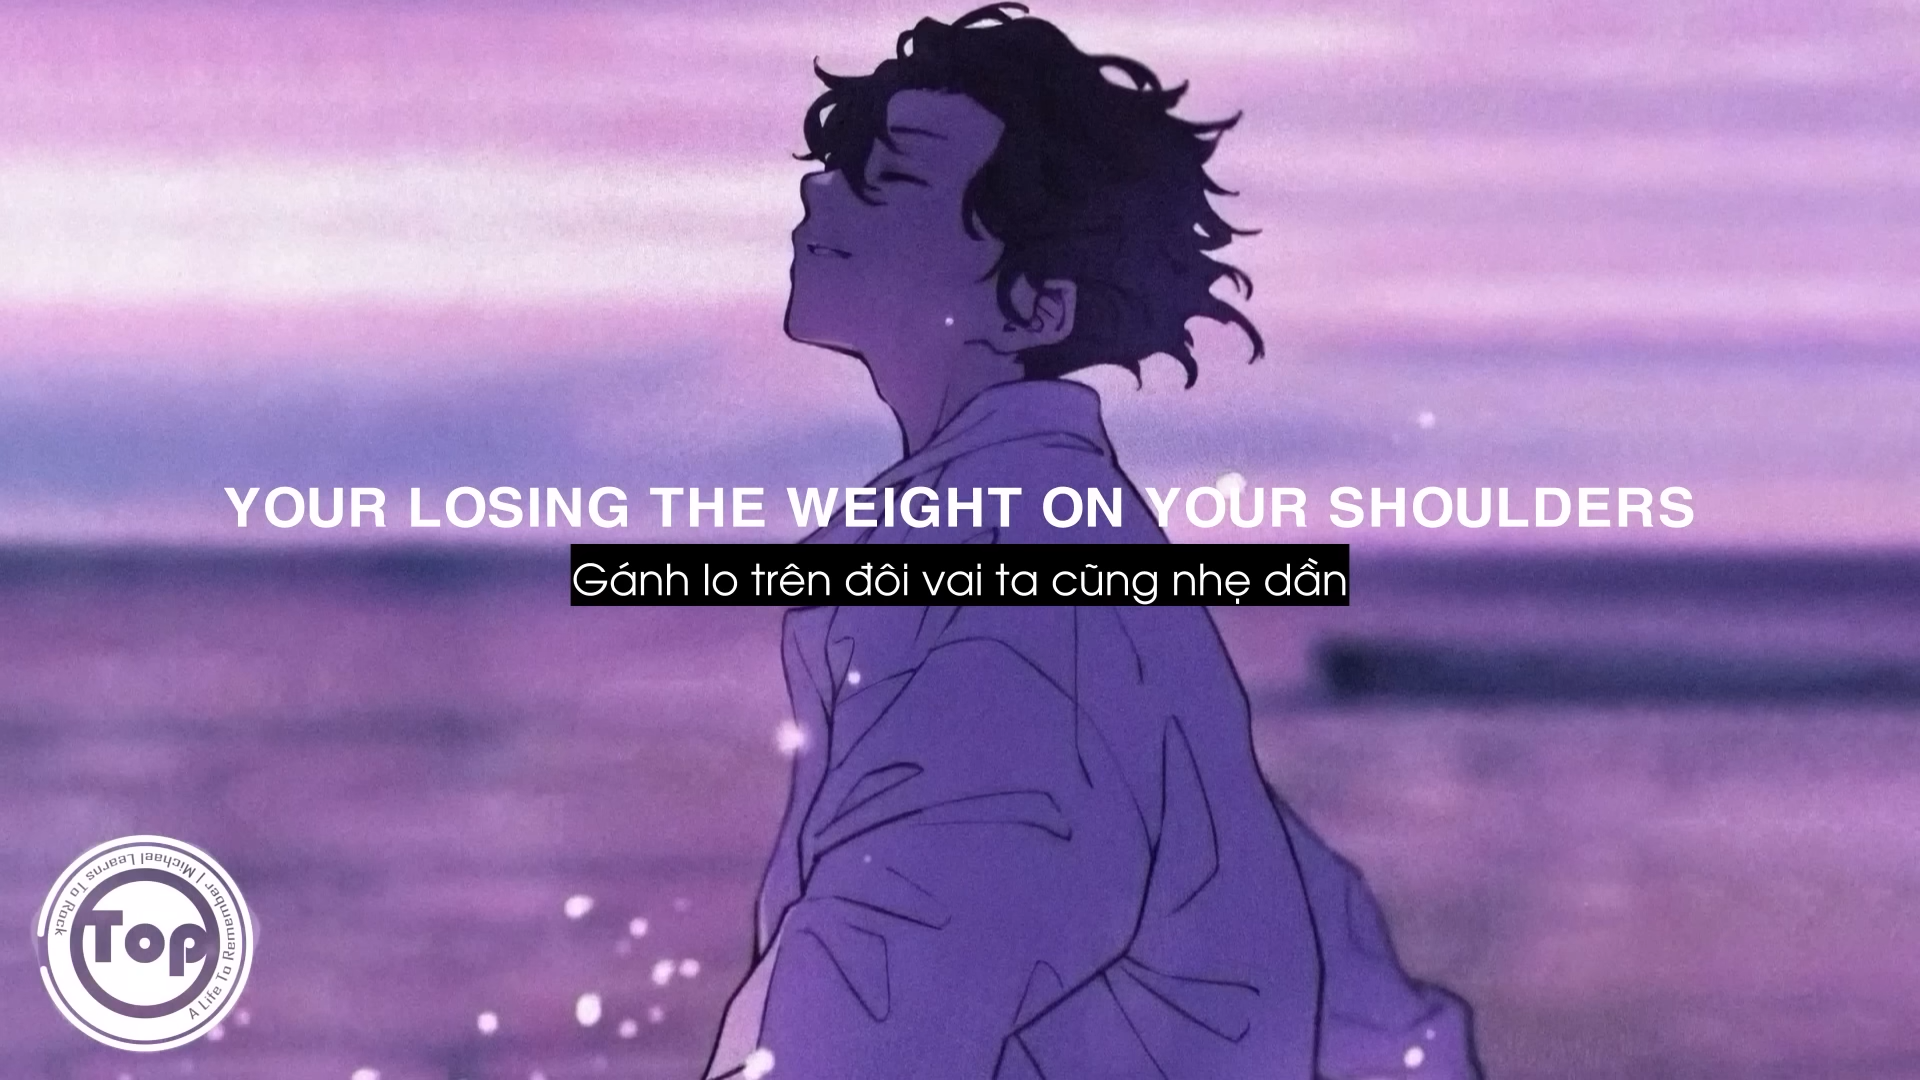 YOUR LOSING THE WEIGHT ON YOUR SHOULDERS
Gánh lo trên đôi vai ta cũng nhẹ dần
Top
A Life To Remember | Michael Learns To Rock